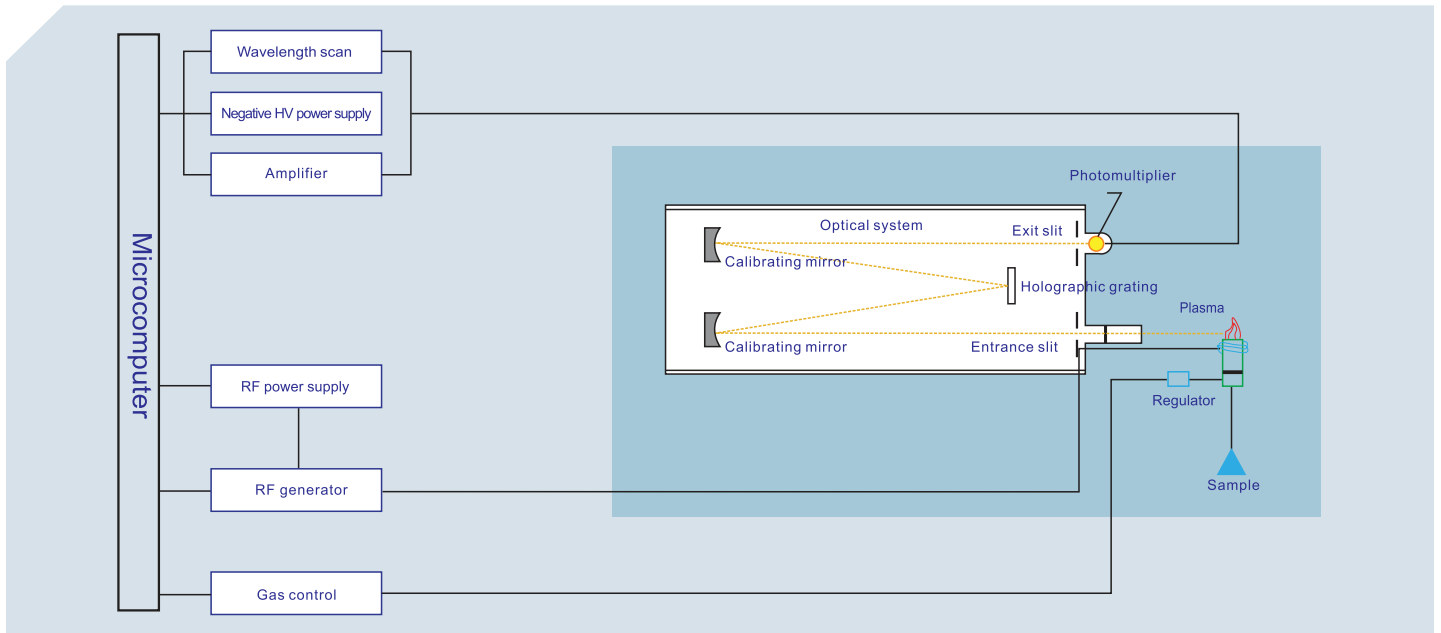 Microcomputer
Wavelength scan
Negative HV power supply
Amplifier
RF power supply
RF generator
Gas control
Photomultiplier
Optical system
Exit slit
Calibrating mirror
Holographic grating
Plasma
Calibrating mirror
Entrance slit
Regulator
Sample